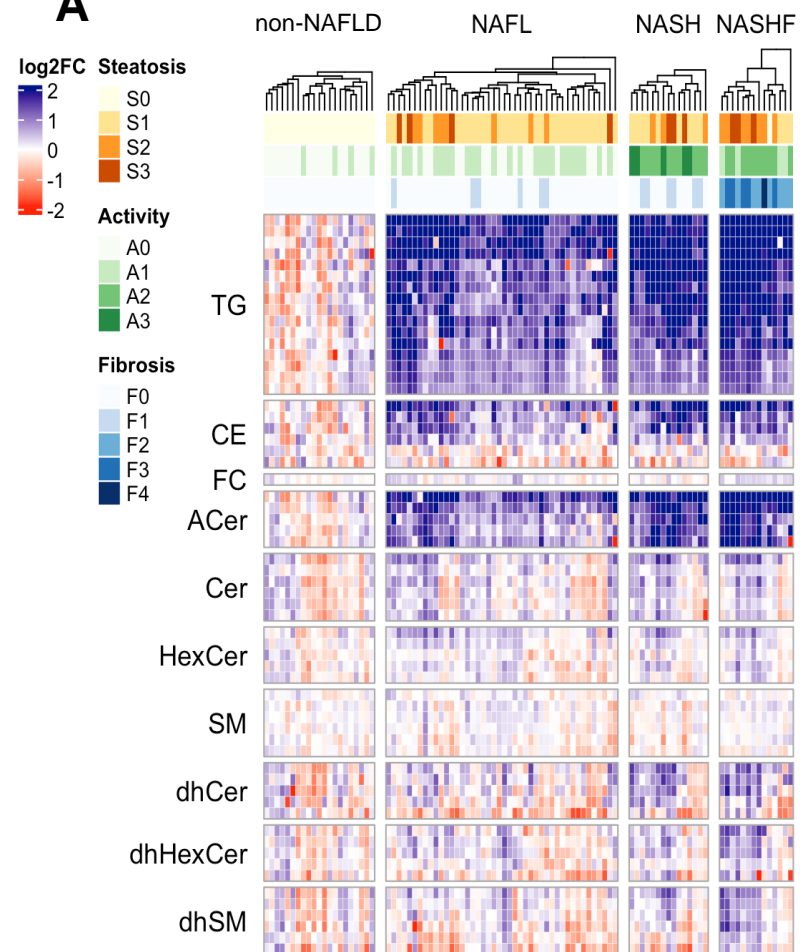 A
non-NAFLD NAFL NASH NASHF
log2FC
2
1
0
-1
-2
Steatosis
S0
S1
S2
S3
Activity
A0
A1
A2
A3
Fibrosis
F0
F1
F2
F3
F4
TG
CE
FC
ACer
Cer
HexCer
SM
dhCer
dhHexCer
dhSM